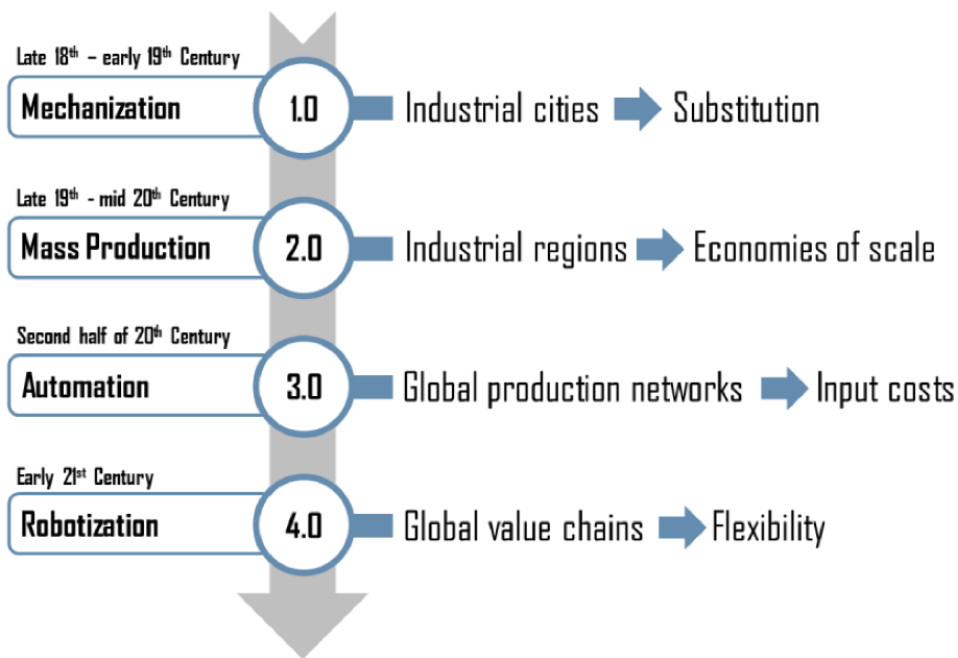 Late 18th – early 19th Century
Mechanization 1.0 Industrial cities Substitution
Late 19th - mid 20th Century
Mass Production 2.0 Industrial regions Economies of scale
Second half of 20th Century
Automation 3.0 Global production networks Input costs
Early 21st Century
Robotization 4.0 Global value chains Flexibility